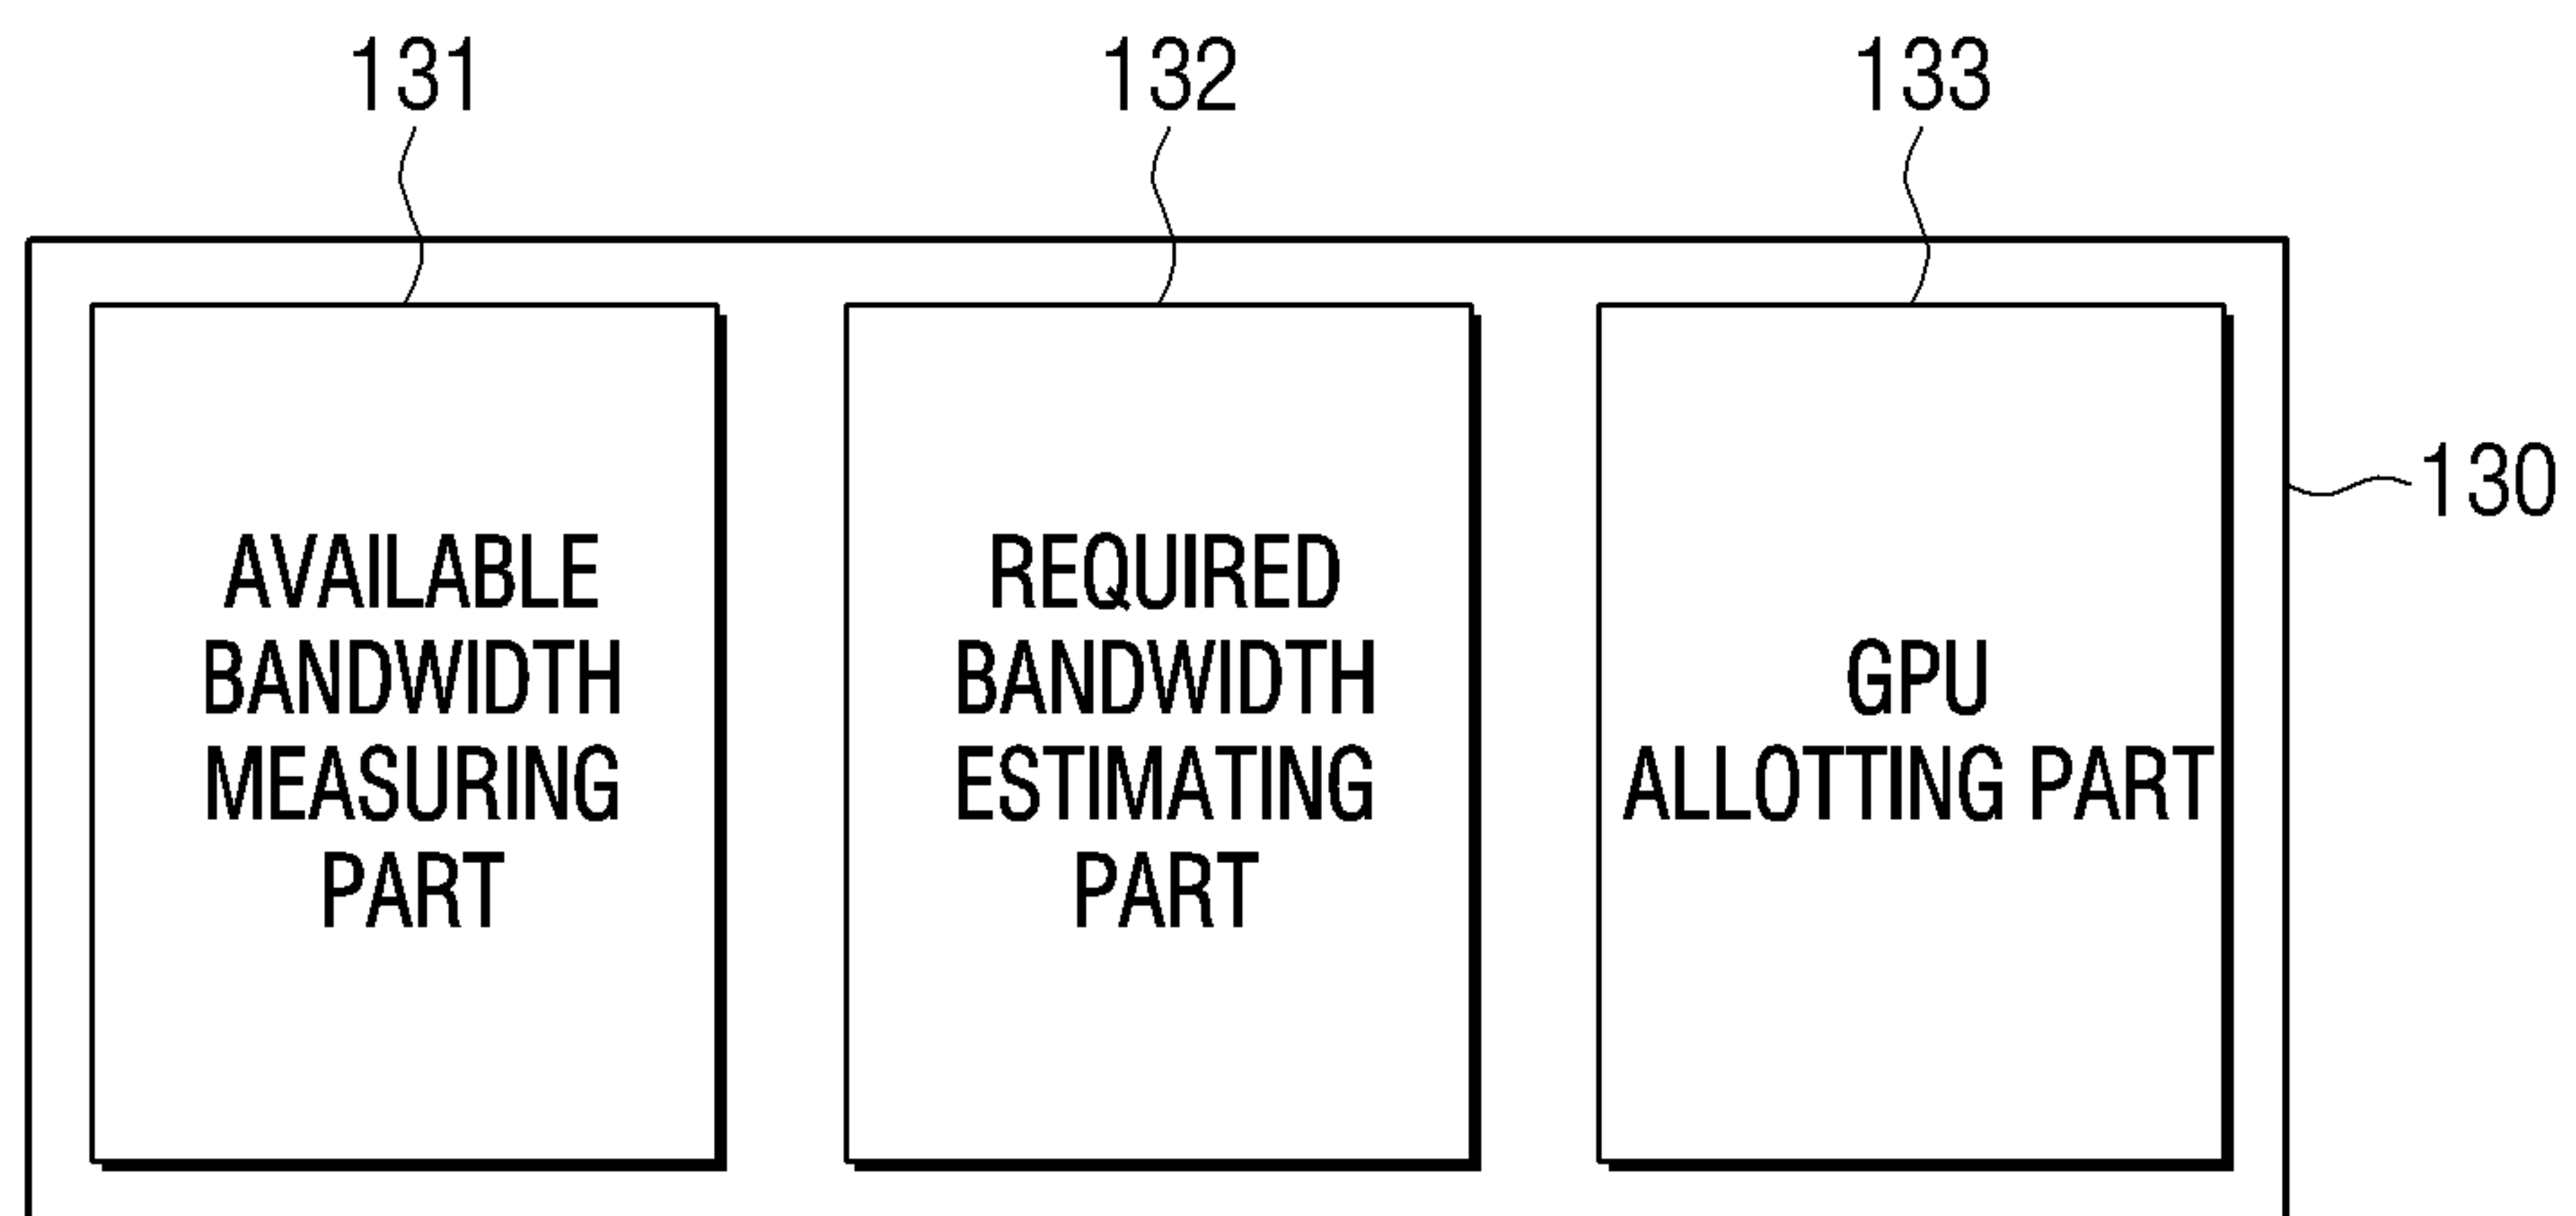 131
132
133
130
AVAILABLE
BANDWIDTH
MEASURING
PART
REQUIRED
BANDWIDTH
ESTIMATING
PART
GPU
ALLOTTING PART